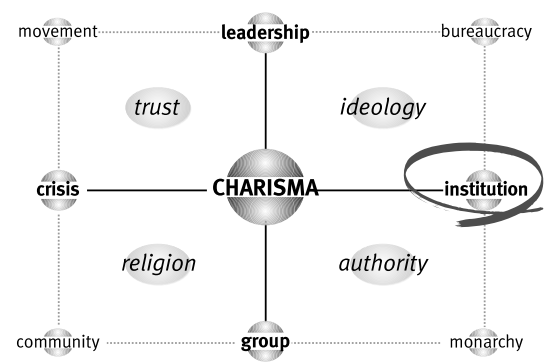 movement leadership bureaucracy
trust ideology
crisis CHARISMA institution
religion authority
community group monarchy